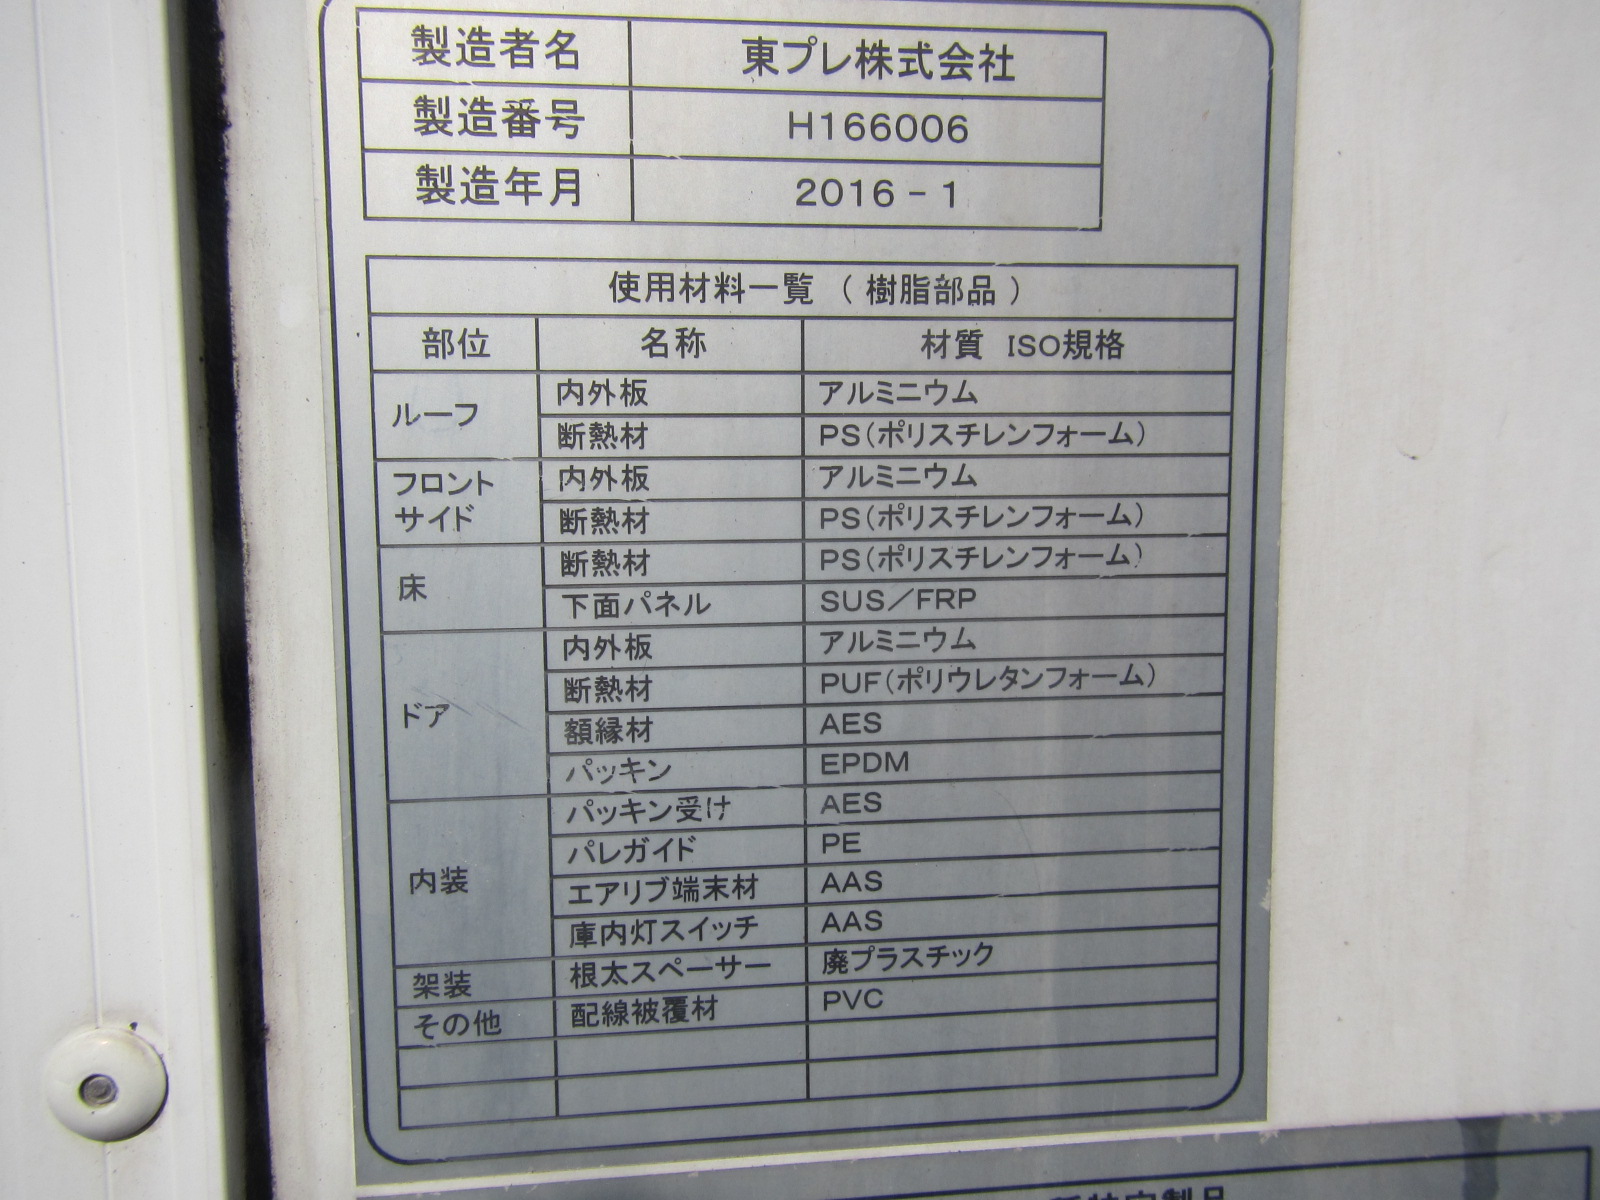 製造者名 東プレ株式会社
製造番号 H166006
製造年月 2016-1
使用材料一覧 (樹脂部品)
部位 名称 材質 ISO規格
ルーフ 内外板 アルミニウム
断熱材 PS(ポリスチレンフォーム)
フロント
サイド 内外板 アルミニウム
断熱材 PS(ポリスチレンフォーム)
床 断熱材 PS(ポリスチレンフォーム)
下面パネル SUS/FRP
ドア 内外板 アルミニウム
断熱材 PUF(ポリウレタンフォーム)
額縁材 AES
パッキン EPDM
内装 パッキン受け AES
パレガイド PE
エアリブ端末材 AAS
庫内灯スイッチ AAS
架装 根太スペーサー 廃プラスチック
その他 配線被覆材 PVC